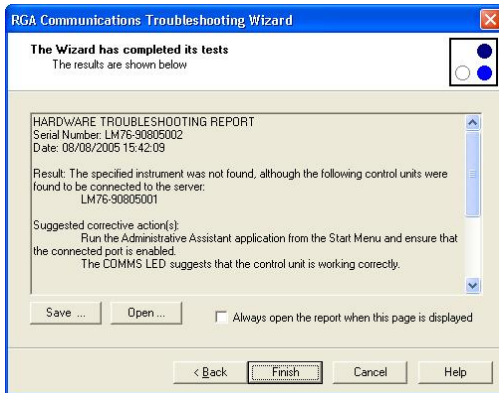 RGA Communications Troubleshooting Wizard
The Wizard has completed its tests
The results are shown below
HARDWARE TROUBLESHOOTING REPORT
Serial Number: LM76-90805002
Date: 08/08/2005 15:42:09
Result: The specified instrument was not found, although the following control units were
found to be connected to the server:
LM76-90805001
Suggested corrective action(s):
Run the Administrative Assistant application from the Start Menu and ensure that
the connected port is enabled.
The COMMS LED suggests that the control unit is working correctly.
Save ... Open ... Always open the report when this page is displayed
< Back Finish Cancel Help